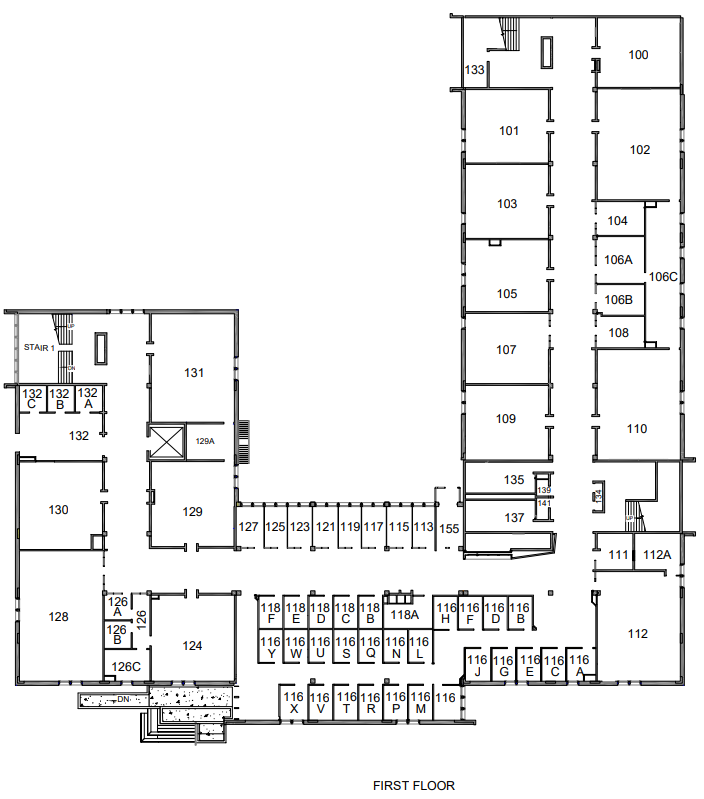 100
133
101
102
103
104
106A
106C
105
106B
108
107
109
110
UP
STAIR 1
DN
131
132 132 132
C B A
132
129A
130
129
135
139
141
137
134
UP
127 125 123 121 119 117 115 113 155
111 112A
128
126
A
126
126
B
126C
124
118 118 118 118 118
F E D C B
118A
116 116 116 116
H F D B
116 116 116 116 116 116 116
Y W U S Q N L
112
116 116 116 116 116
J G E C A
116 116 116 116 116 116 116
X V T R P M
DN
FIRST FLOOR